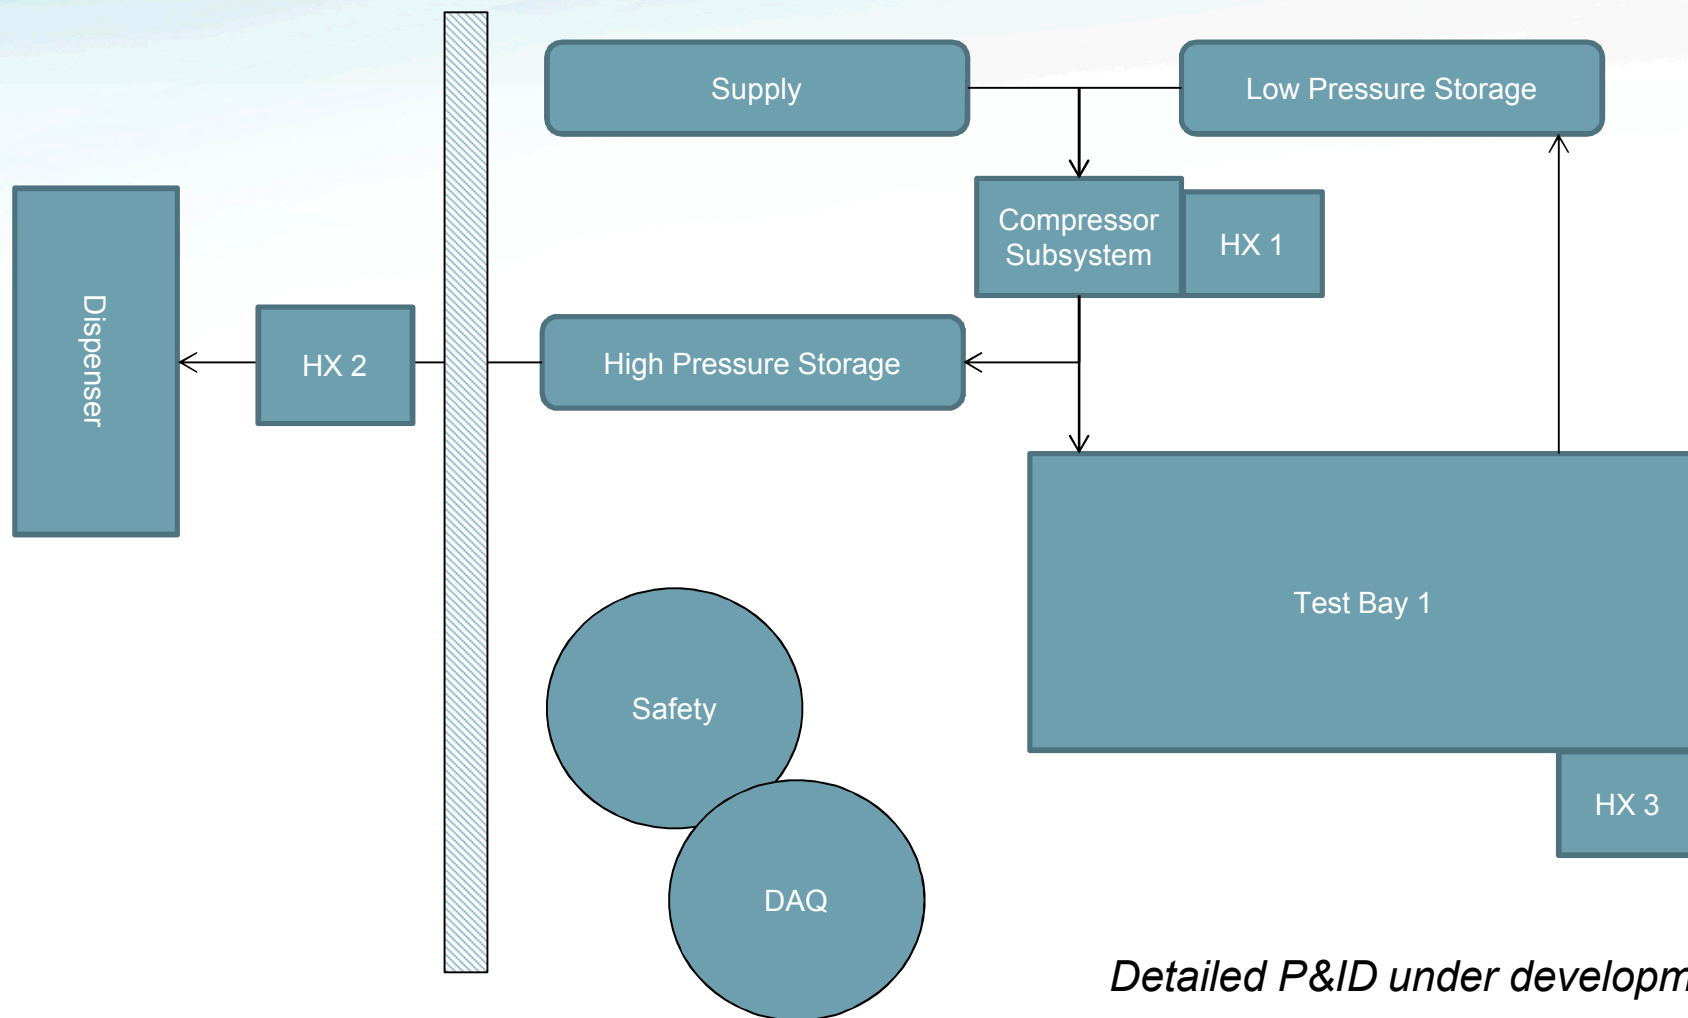 Supply
Low Pressure Storage
Compressor
Subsystem
HX 1
Dispenser
HX 2
High Pressure Storage
Test Bay 1
Safety
HX 3
DAQ
Detailed P&ID under developm